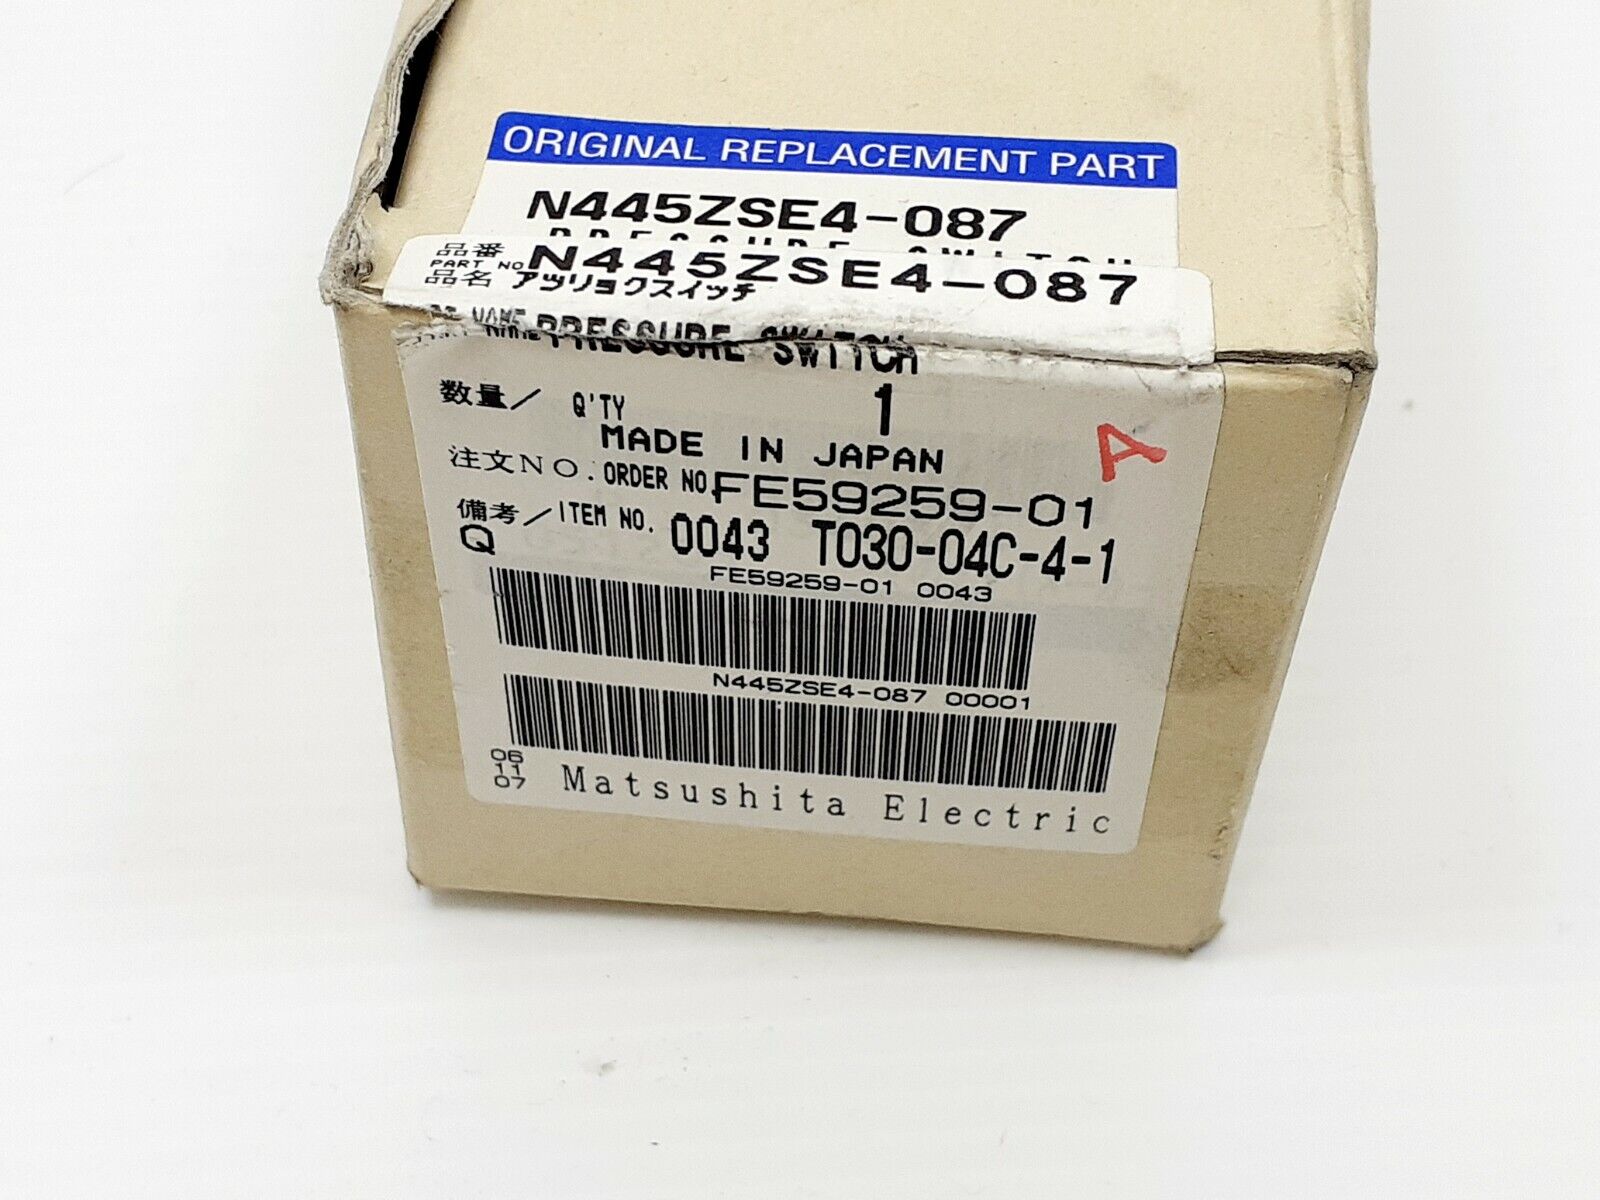 ORIGINAL REPLACEMENT PART
N445ZSE4-087
PRESSURE SWITCH
品番
PART NO N445ZSE4-087
品名 アツリョクスイッチ
PRESSURE SWITCH
数量/ Q'TY 1
MADE IN JAPAN
A
注文NO. ORDER NO. FE59259-01
備考/ITEM NO. 0043 T030-04C-4-1
Q
FE59259-01 0043
N445ZSE4-087 00001
06
11
07
Matsushita Electric